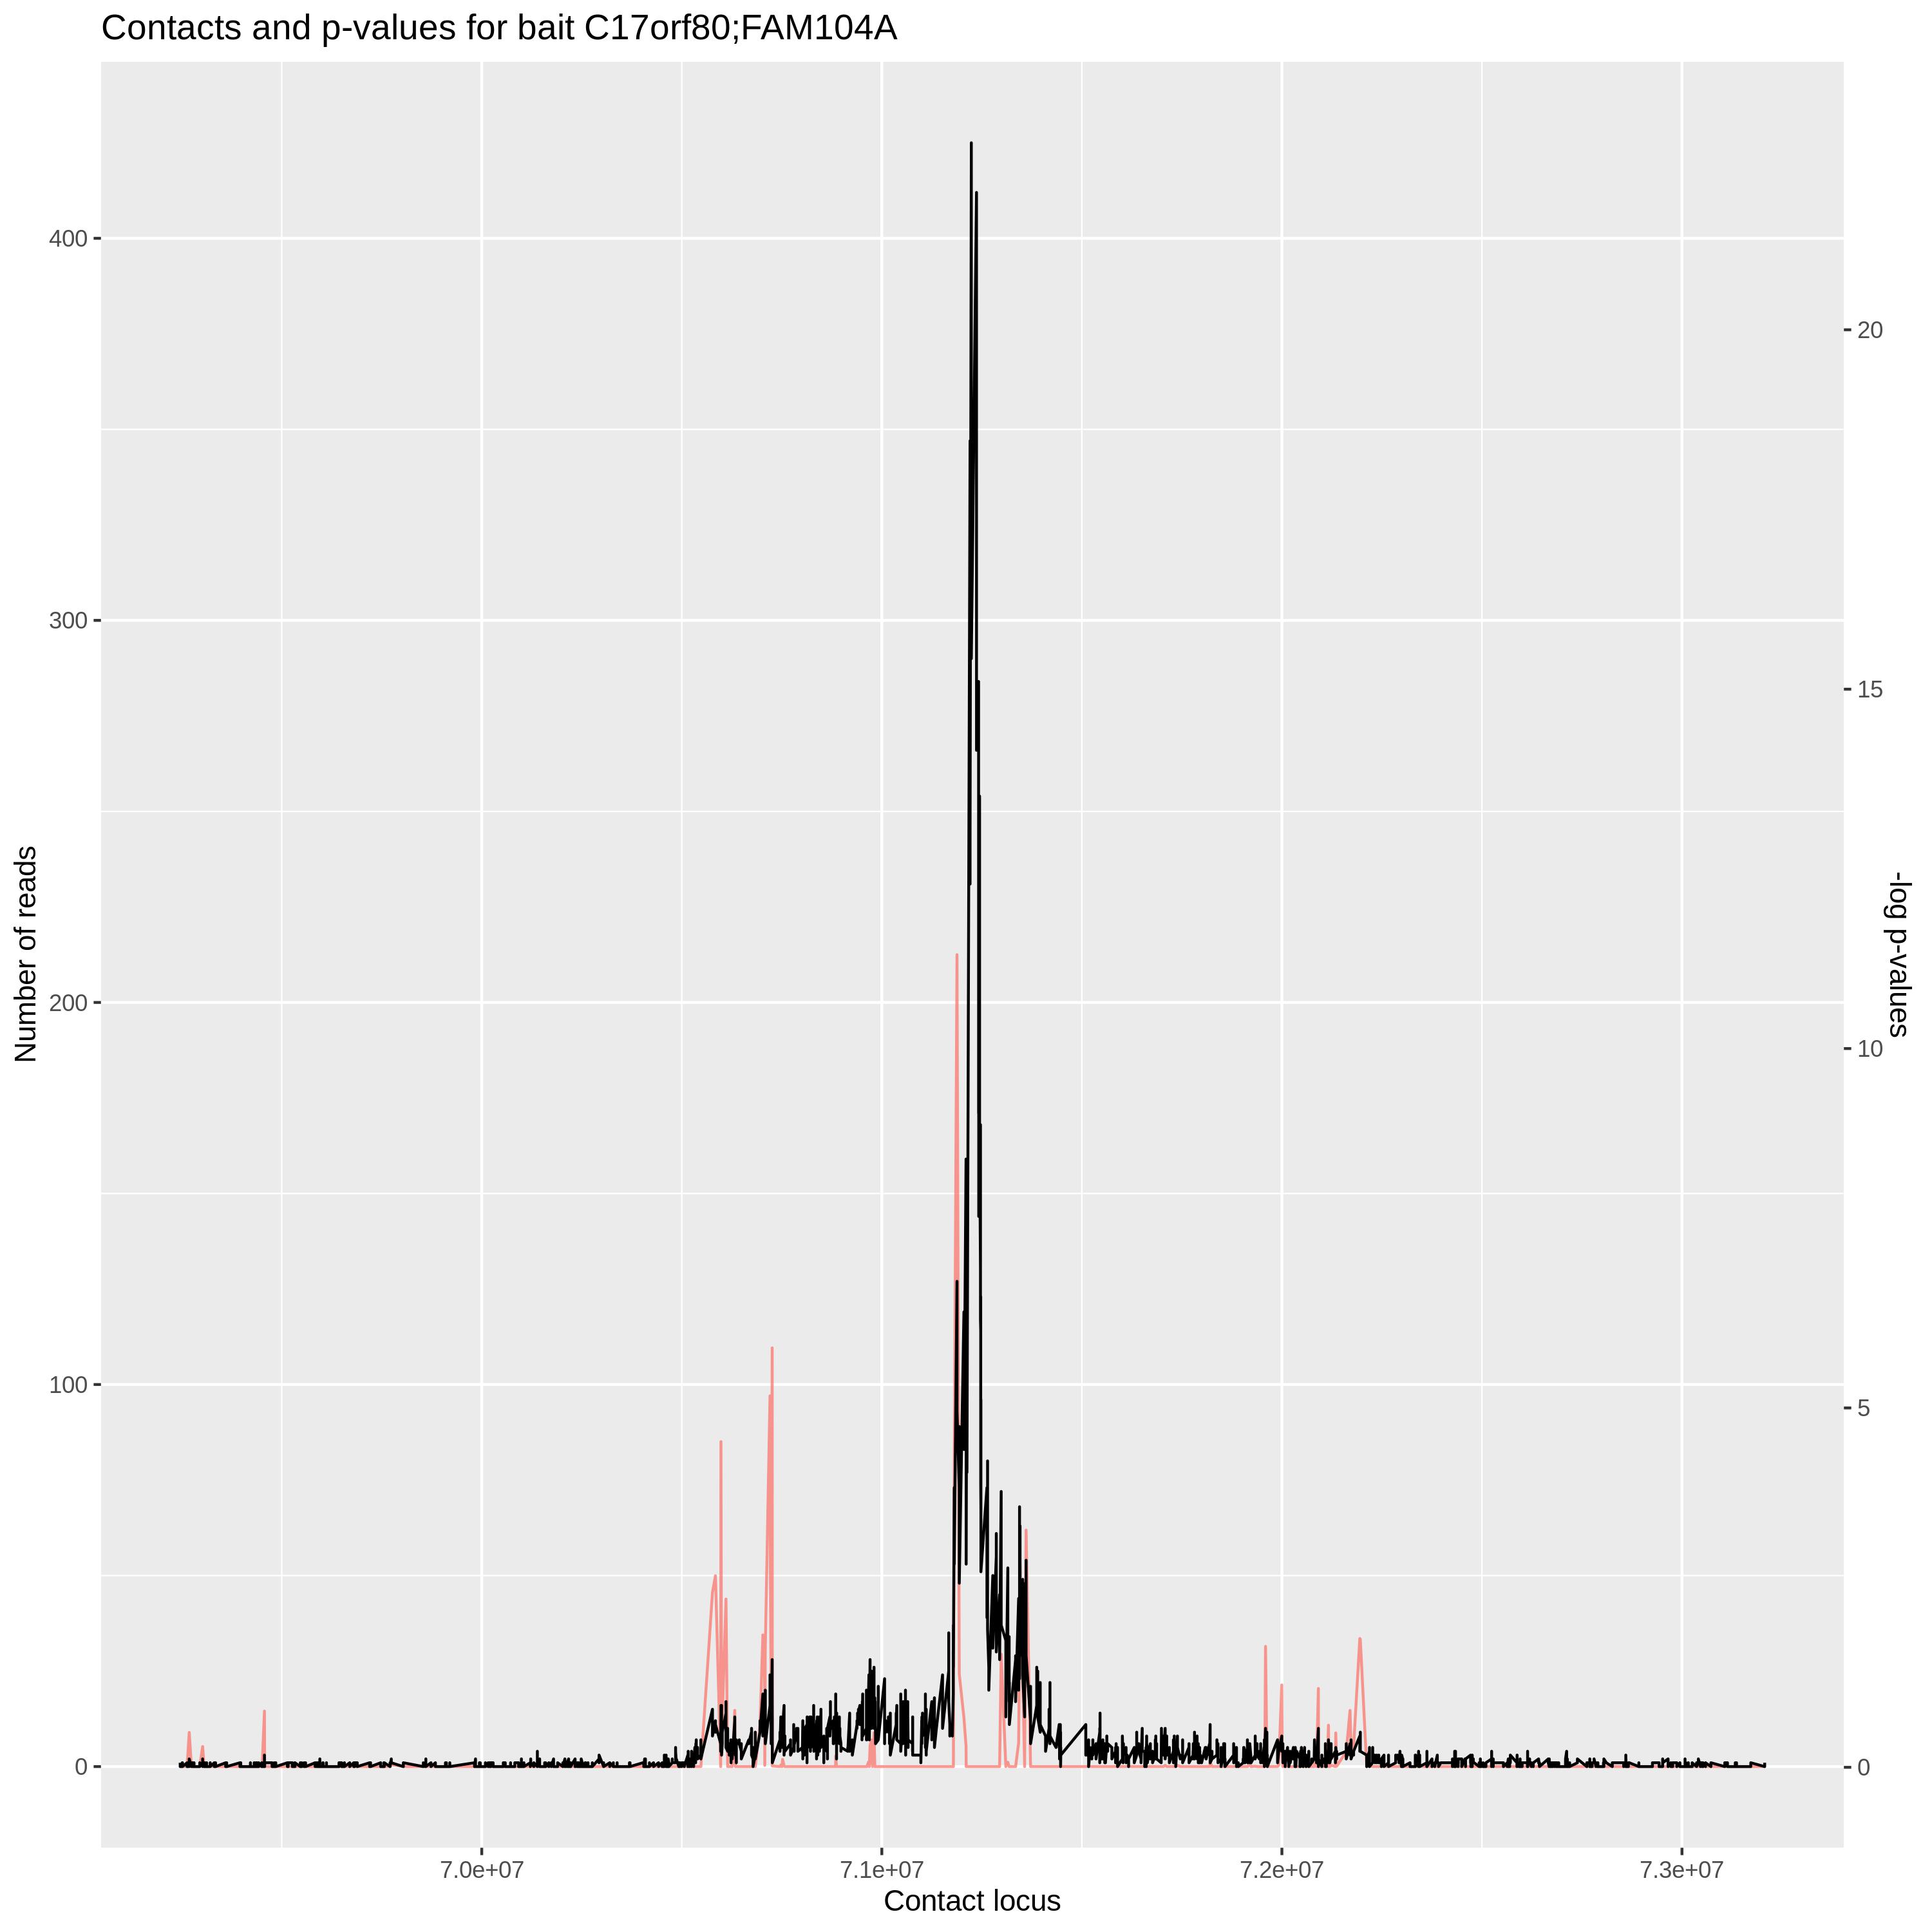 Contacts and p-values for bait C17orf80;FAM104A
400
300
200
100
0
Number of reads
20
15
10
5
0
-log p-values
7.0e+07
7.1e+07
7.2e+07
7.3e+07
Contact locus